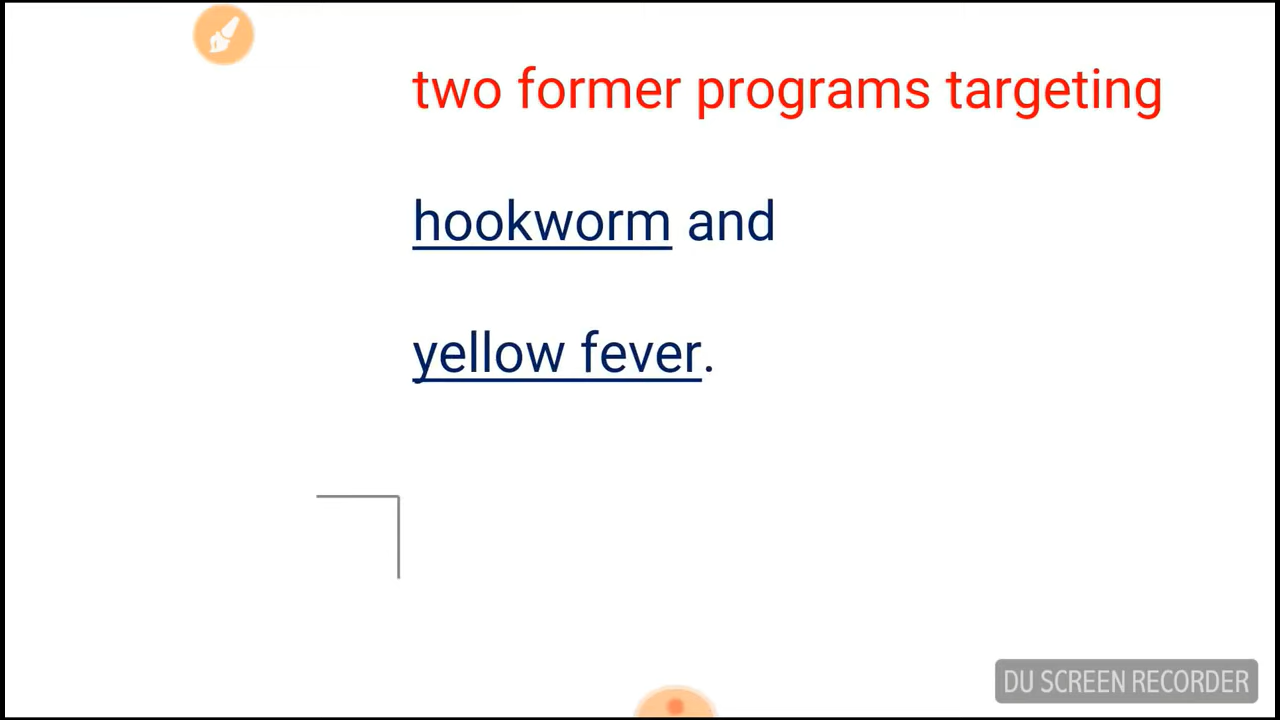 two former programs targeting
hookworm and
yellow fever.
DU SCREEN RECORDER